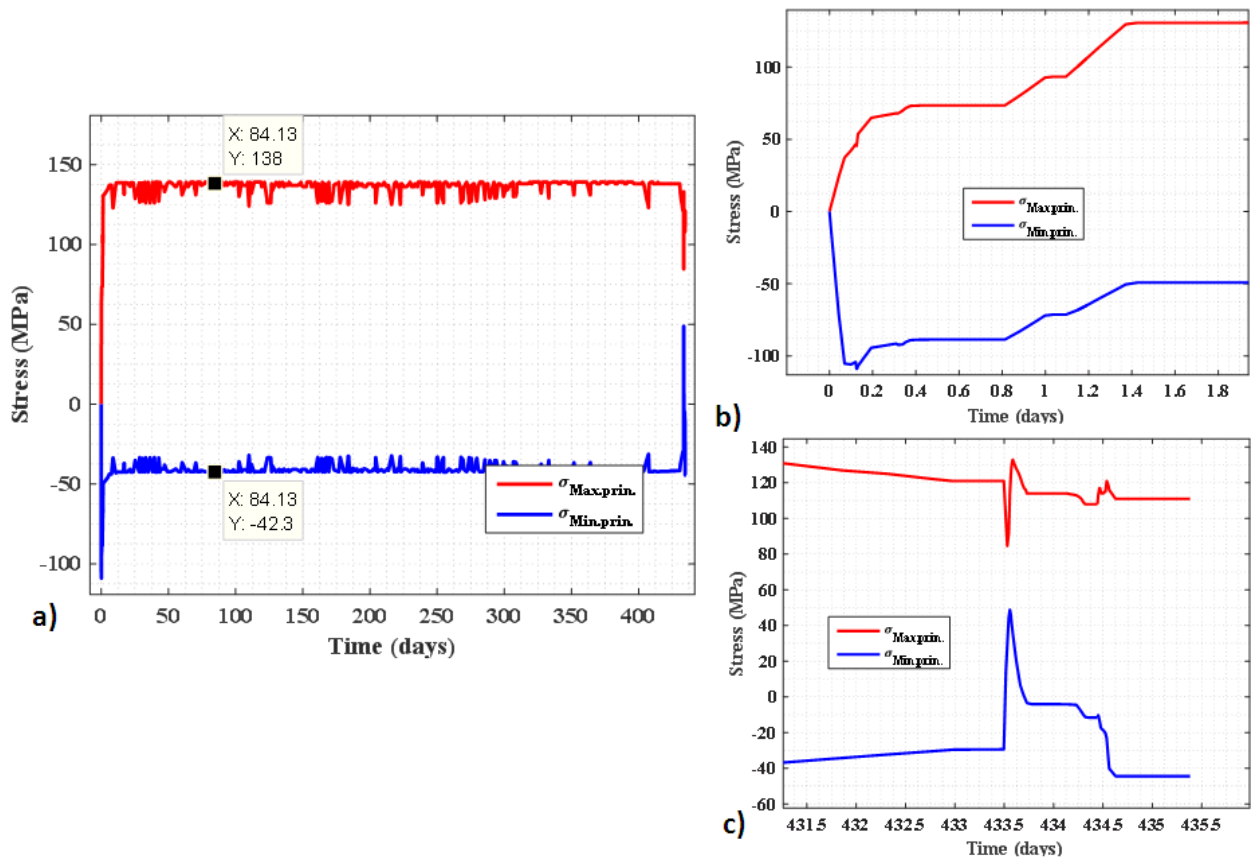 X: 84.13
Y: 138
150
100
50
0
-50
-100
Stress (MPa)
σMax.prin.
σMin.prin.
X: 84.13
Y: -42.3
0
50
100
150
200
250
300
350
400
Time (days)
a)
100
50
0
-50
-100
Stress (MPa)
σMax.prin.
σMin.prin.
0
0.2
0.4
0.6
0.8
1
1.2
1.4
1.6
1.8
Time (days)
b)
140
120
100
80
60
40
20
0
-20
-40
-60
Stress (MPa)
σMax.prin.
σMin.prin.
431.5
432
432.5
433
433.5
434
434.5
435
435.5
Time (days)
c)